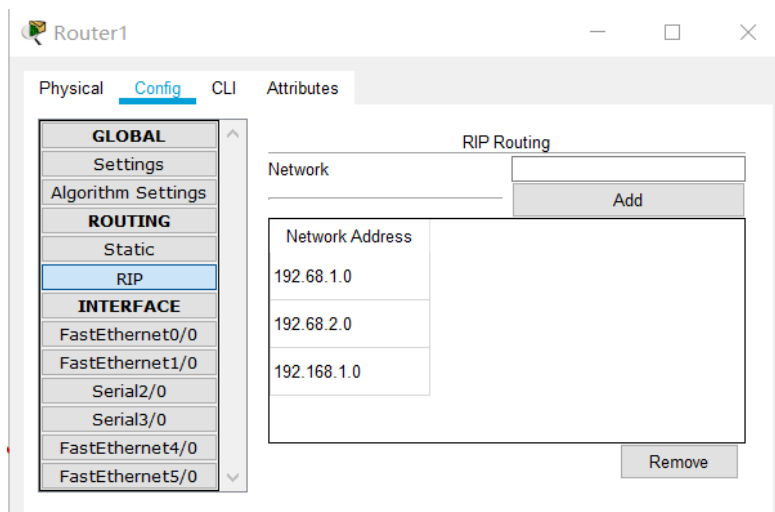 Router1
Physical Config CLI Attributes
GLOBAL
Settings
Algorithm Settings
ROUTING
Static
RIP
INTERFACE
FastEthernet0/0
FastEthernet1/0
Serial2/0
Serial3/0
FastEthernet4/0
FastEthernet5/0
RIP Routing
Network
Add
Network Address
192.68.1.0
192.68.2.0
192.168.1.0
Remove